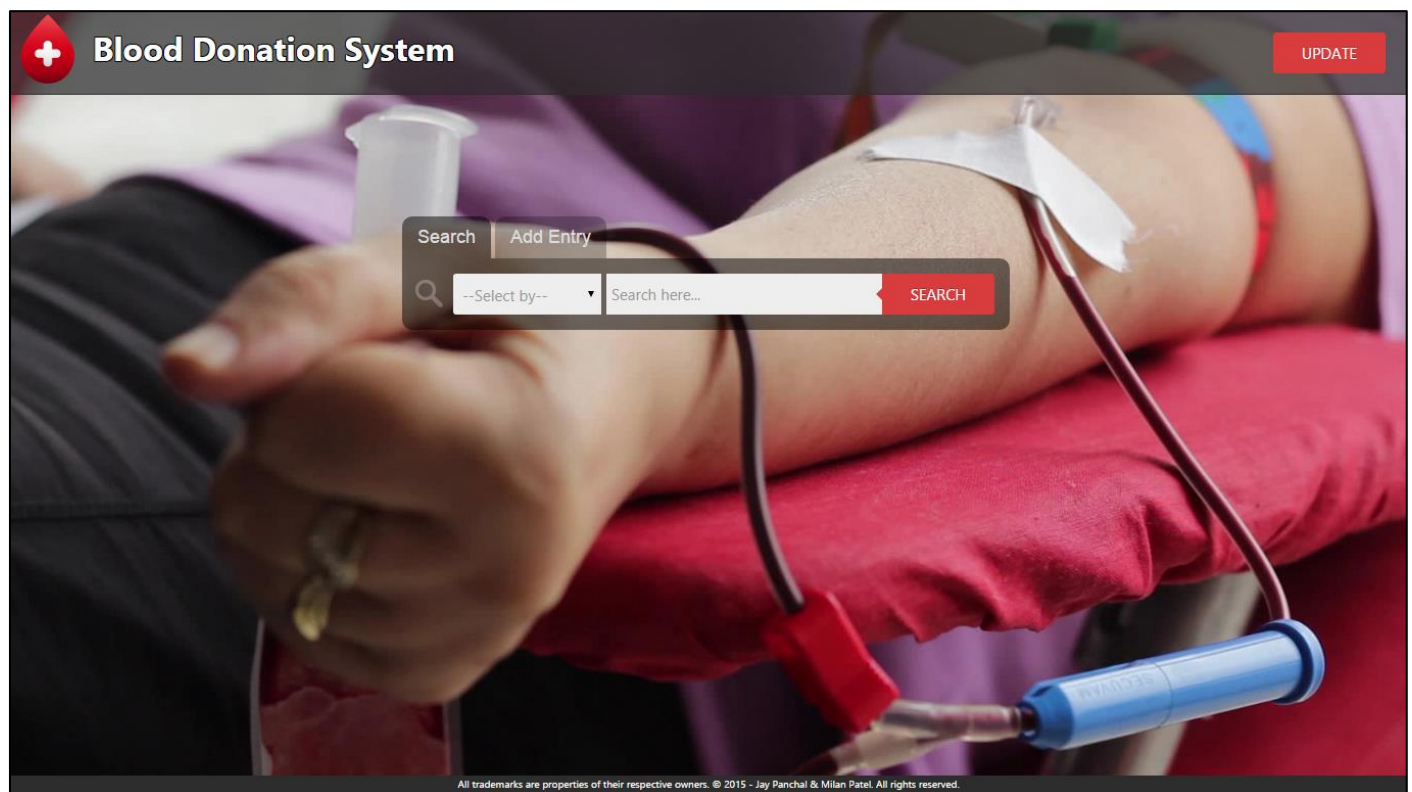 Blood Donation System
UPDATE
Search
Add Entry
--Select by--
Search here...
SEARCH
SECUVAM
All trademarks are properties of their respective owners. © 2015 - Jay Panchal & Milan Patel. All rights reserved.